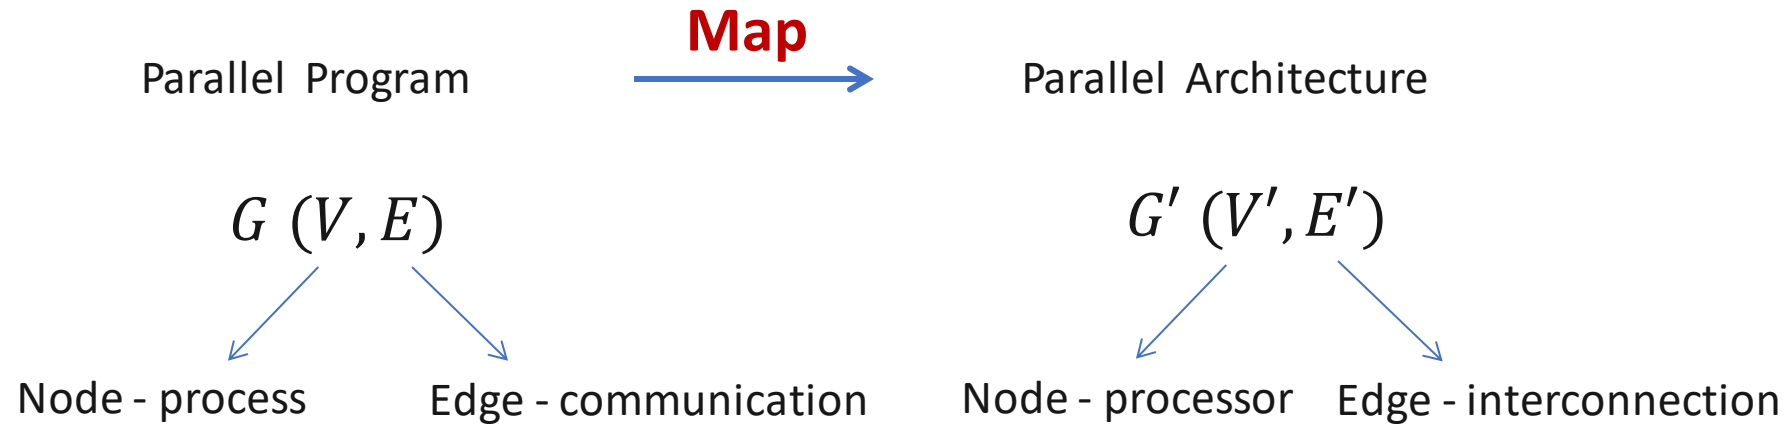 Map
Parallel Program
Parallel Architecture
G (V, E)
G′ (V′, E′)
Node - process
Edge - communication
Node - processor
Edge - interconnection